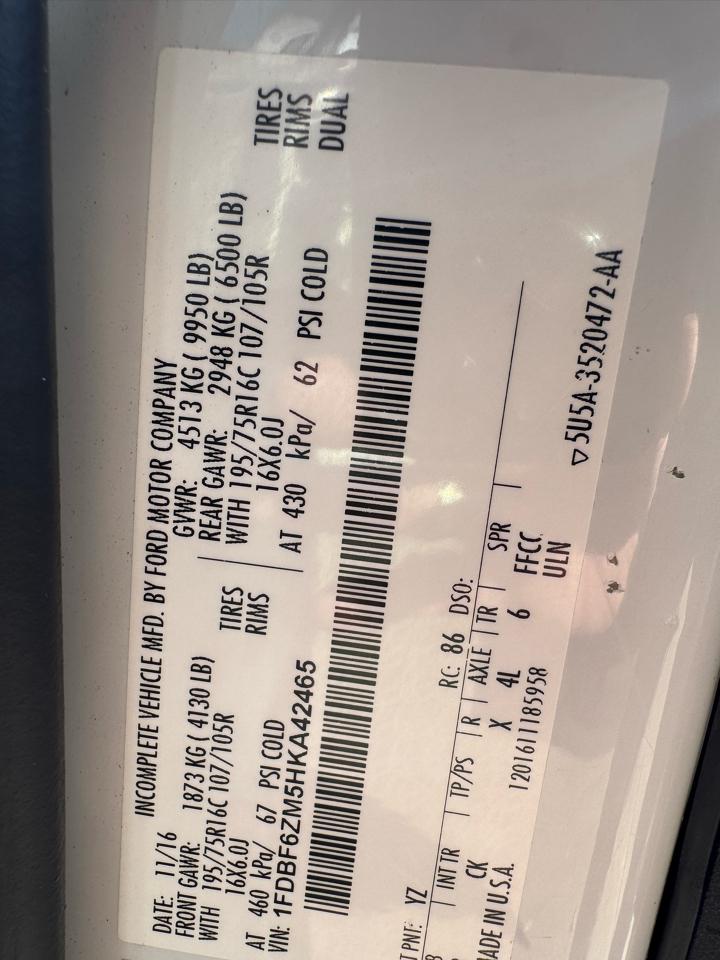 INCOMPLETE VEHICLE MFD. BY FORD MOTOR COMPANY
DATE: 11/16 GVWR: 4513 KG ( 9950 LB)
FRONT GAWR: 1873 KG ( 4130 LB) REAR GAWR: 2948 KG ( 6500 LB)
WITH 195/75R16C 107/105R TIRES WITH 195/75R16C 107/105R TIRES
16X6.0J RIMS 16X6.0J RIMS
AT 460 kPa/ 67 PSI COLD AT 430 kPa/ 62 PSI COLD DUAL
VIN: 1FDBF6ZM5HKA42465
T PNT: YZ RC: 86 DSO:
B | INT TR | TP/PS | R | AXLE | TR | SPR
B CK X 4L 6 FFCC
MADE IN U.S.A. 1201611185958 ULN
▽5U5A-3520472-AA